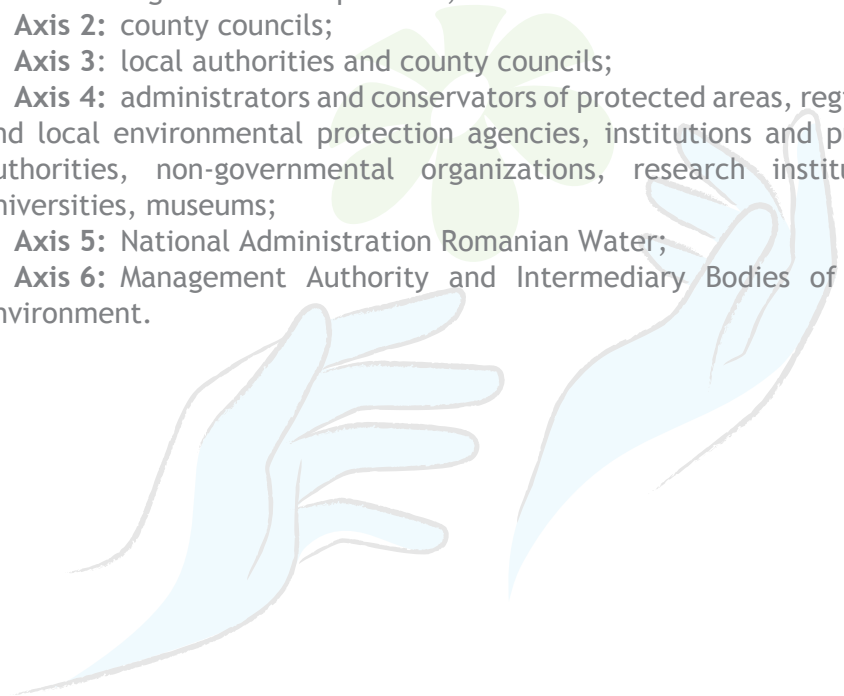 Axis 2: county councils;
Axis 3: local authorities and county councils;
Axis 4: administrators and conservators of protected areas, reg
nd local environmental protection agencies, institutions and p
uthorities, non-governmental organizations, research institu
niversities, museums;
Axis 5: National Administration Romanian Water;
Axis 6: Management Authority and Intermediary Bodies of
nvironment.